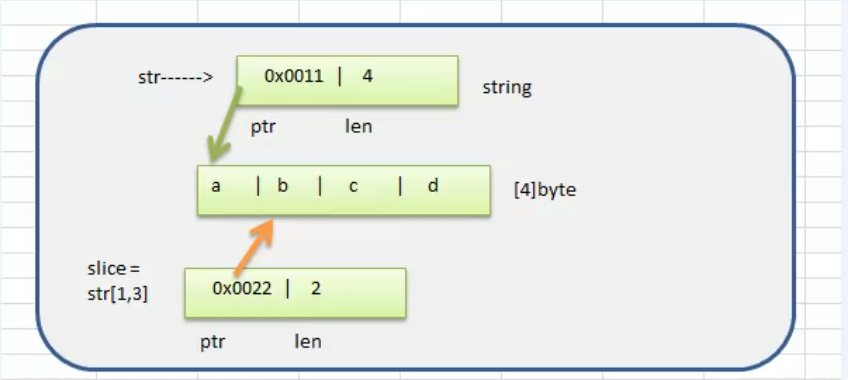 str------>
0x0011 | 4
string
ptr len
a | b | c | d
[4]byte
slice =
str[1,3]
0x0022 | 2
ptr len